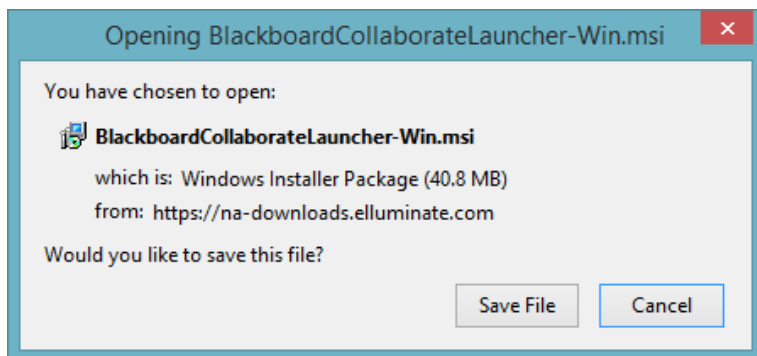 Opening BlackboardCollaborateLauncher-Win.msi
You have chosen to open:
BlackboardCollaborateLauncher-Win.msi
which is: Windows Installer Package (40.8 MB)
from: https://na-downloads.elluminate.com
Would you like to save this file?
Save File Cancel